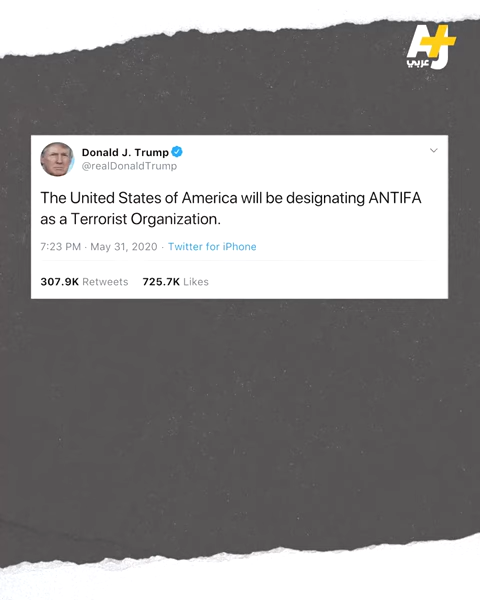 AJ+
عربي
Donald J. Trump
@realDonaldTrump
The United States of America will be designating ANTIFA
as a Terrorist Organization.
7:23 PM · May 31, 2020 · Twitter for iPhone
307.9K Retweets 725.7K Likes